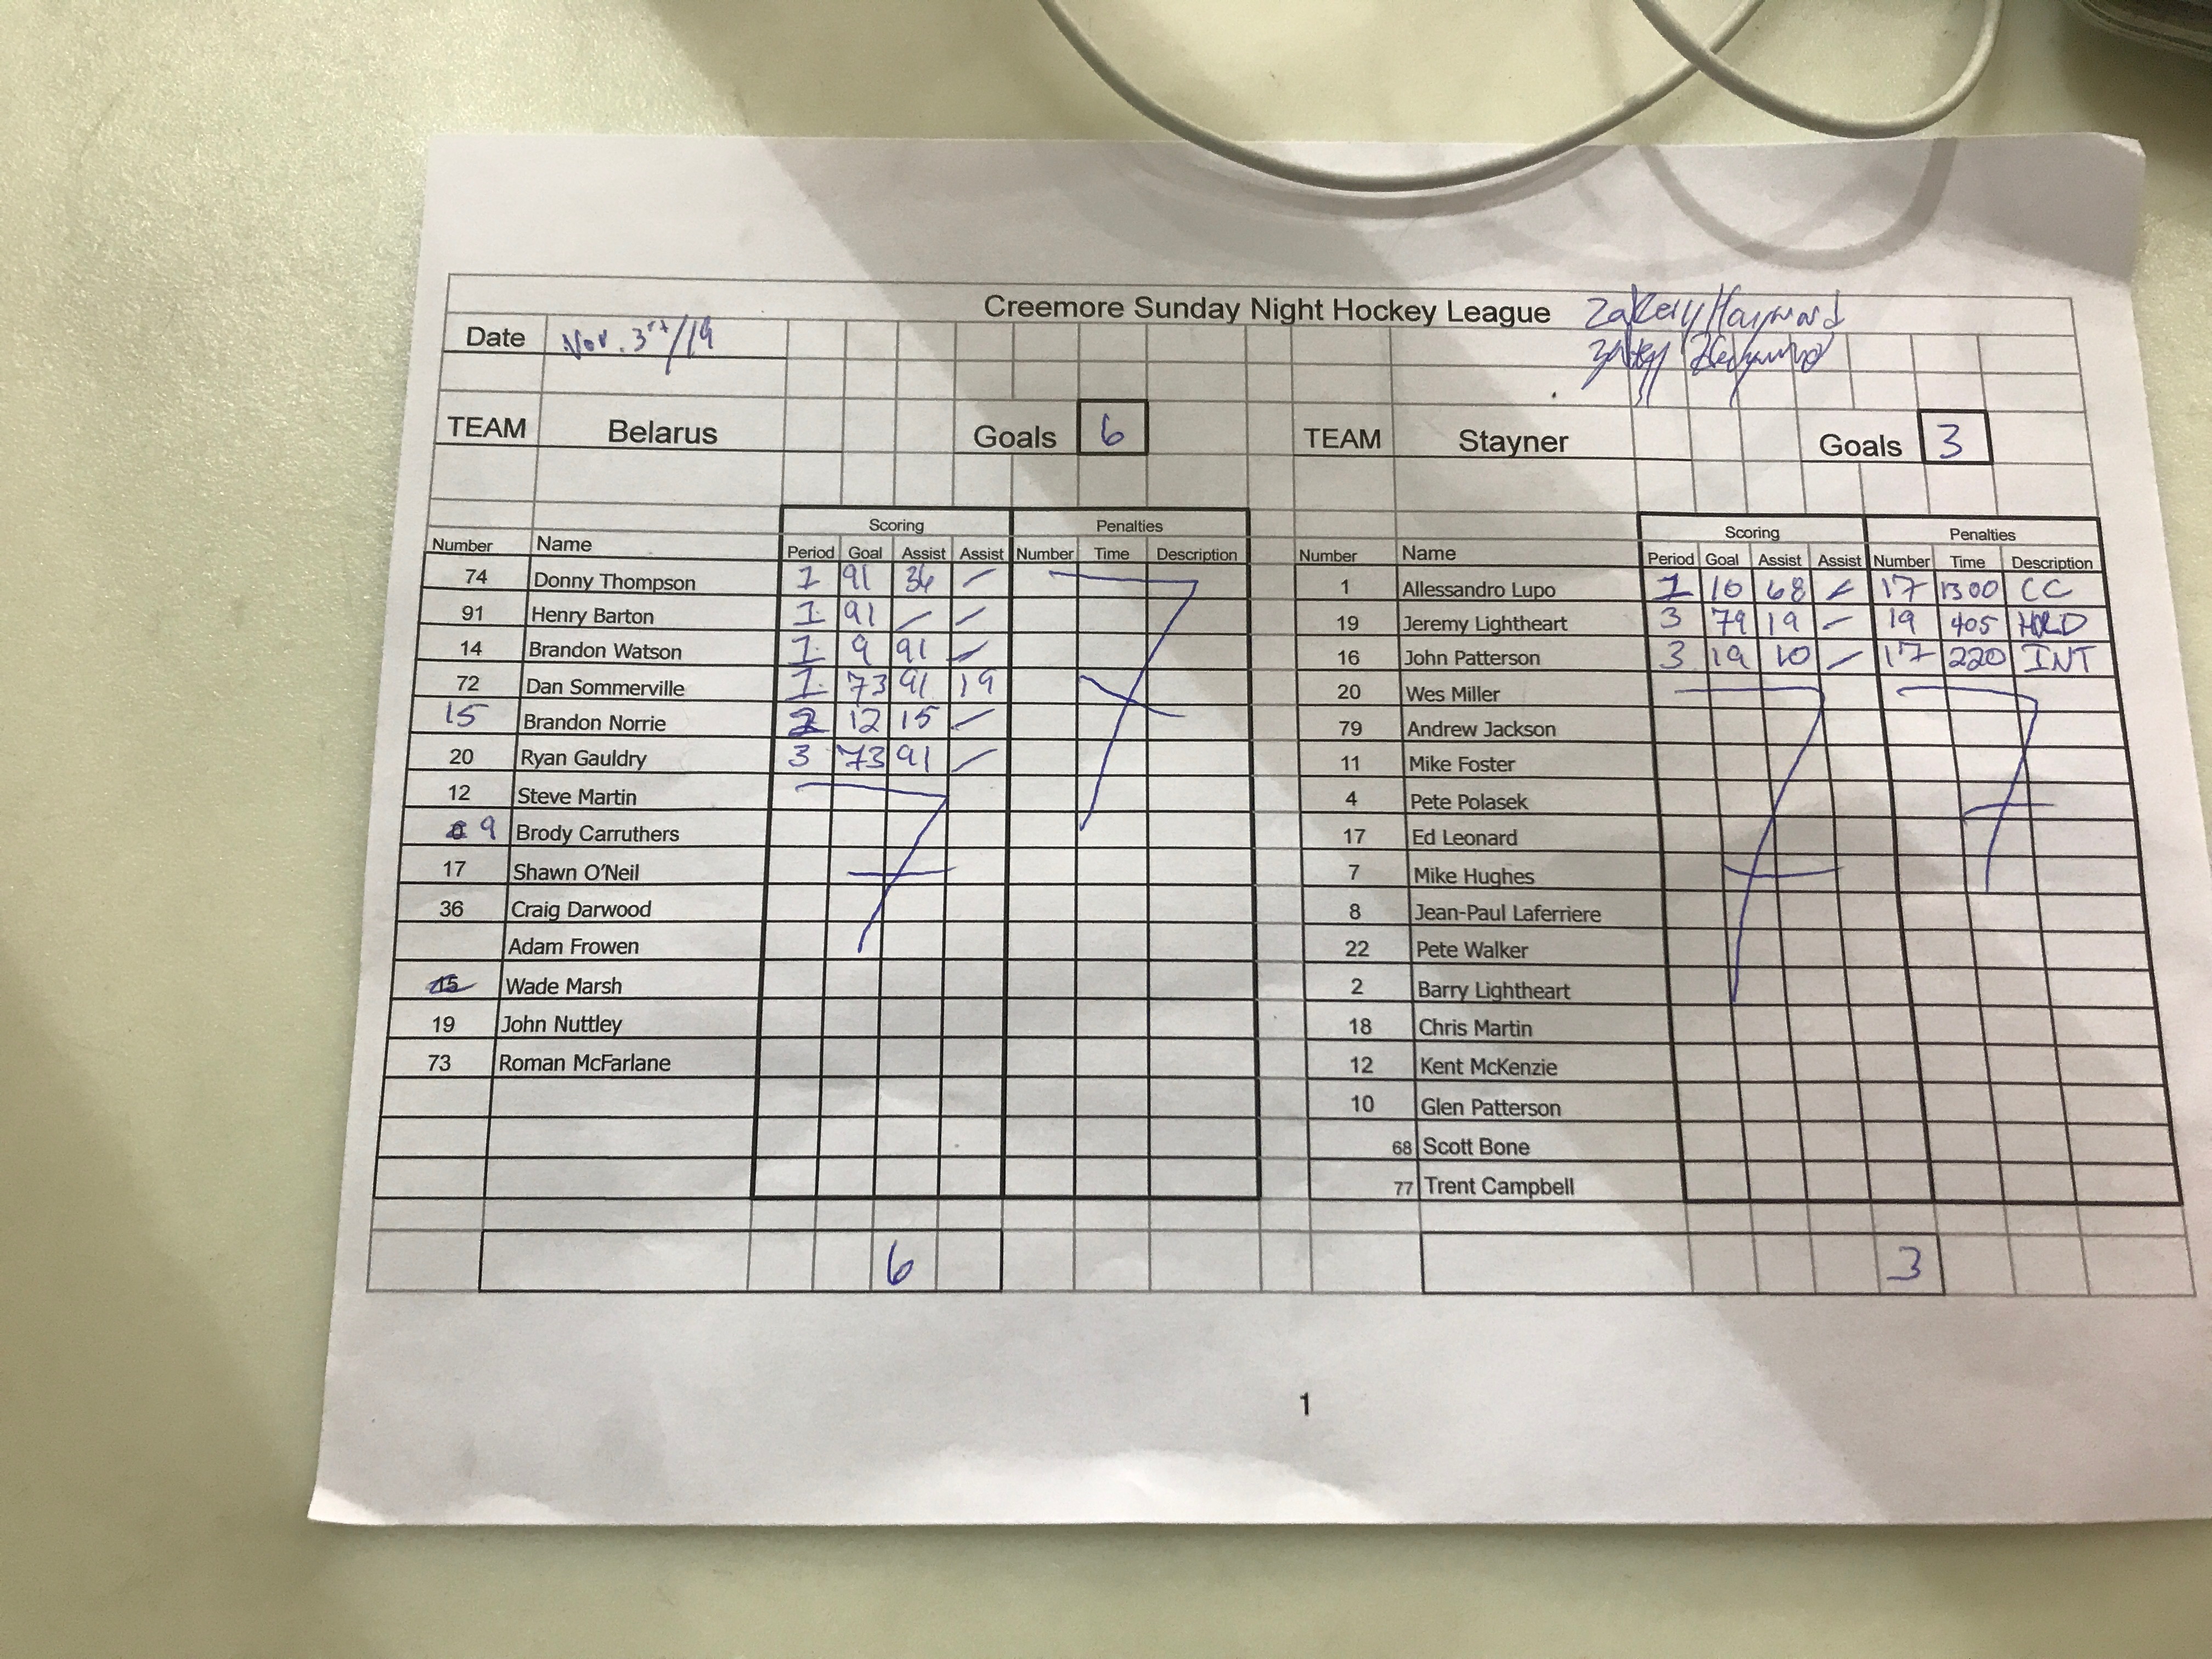 Creemore Sunday Night Hockey League Zakery Hayward
Date Nov. 3rd/19
TEAM Belarus Goals 6 TEAM Stayner Goals 3
Scoring Penalties Scoring Penalties
Number Name Period Goal Assist Assist Number Time Description Number Name Period Goal Assist Assist Number Time Description
74 Donny Thompson 1 91 36 – 1 Allessandro Lupo 1 10 68 – 17 1300 CC
91 Henry Barton 1 91 – – 19 Jeremy Lightheart 3 79 19 – 19 405 HOLD
14 Brandon Watson 1 9 91 – 16 John Patterson 3 19 10 – 17 220 INT
72 Dan Sommerville 1 73 91 19 20 Wes Miller
15 Brandon Norrie 2 12 15 – 79 Andrew Jackson
20 Ryan Gauldry 3 73 91 – 11 Mike Foster
12 Steve Martin 4 Pete Polasek
9 Brody Carruthers 17 Ed Leonard
17 Shawn O'Neil 7 Mike Hughes
36 Craig Darwood 8 Jean-Paul Laferriere
Adam Frowen 22 Pete Walker
15 Wade Marsh 2 Barry Lightheart
19 John Nuttley 18 Chris Martin
73 Roman McFarlane 12 Kent McKenzie
10 Glen Patterson
68 Scott Bone
77 Trent Campbell
6 3
1